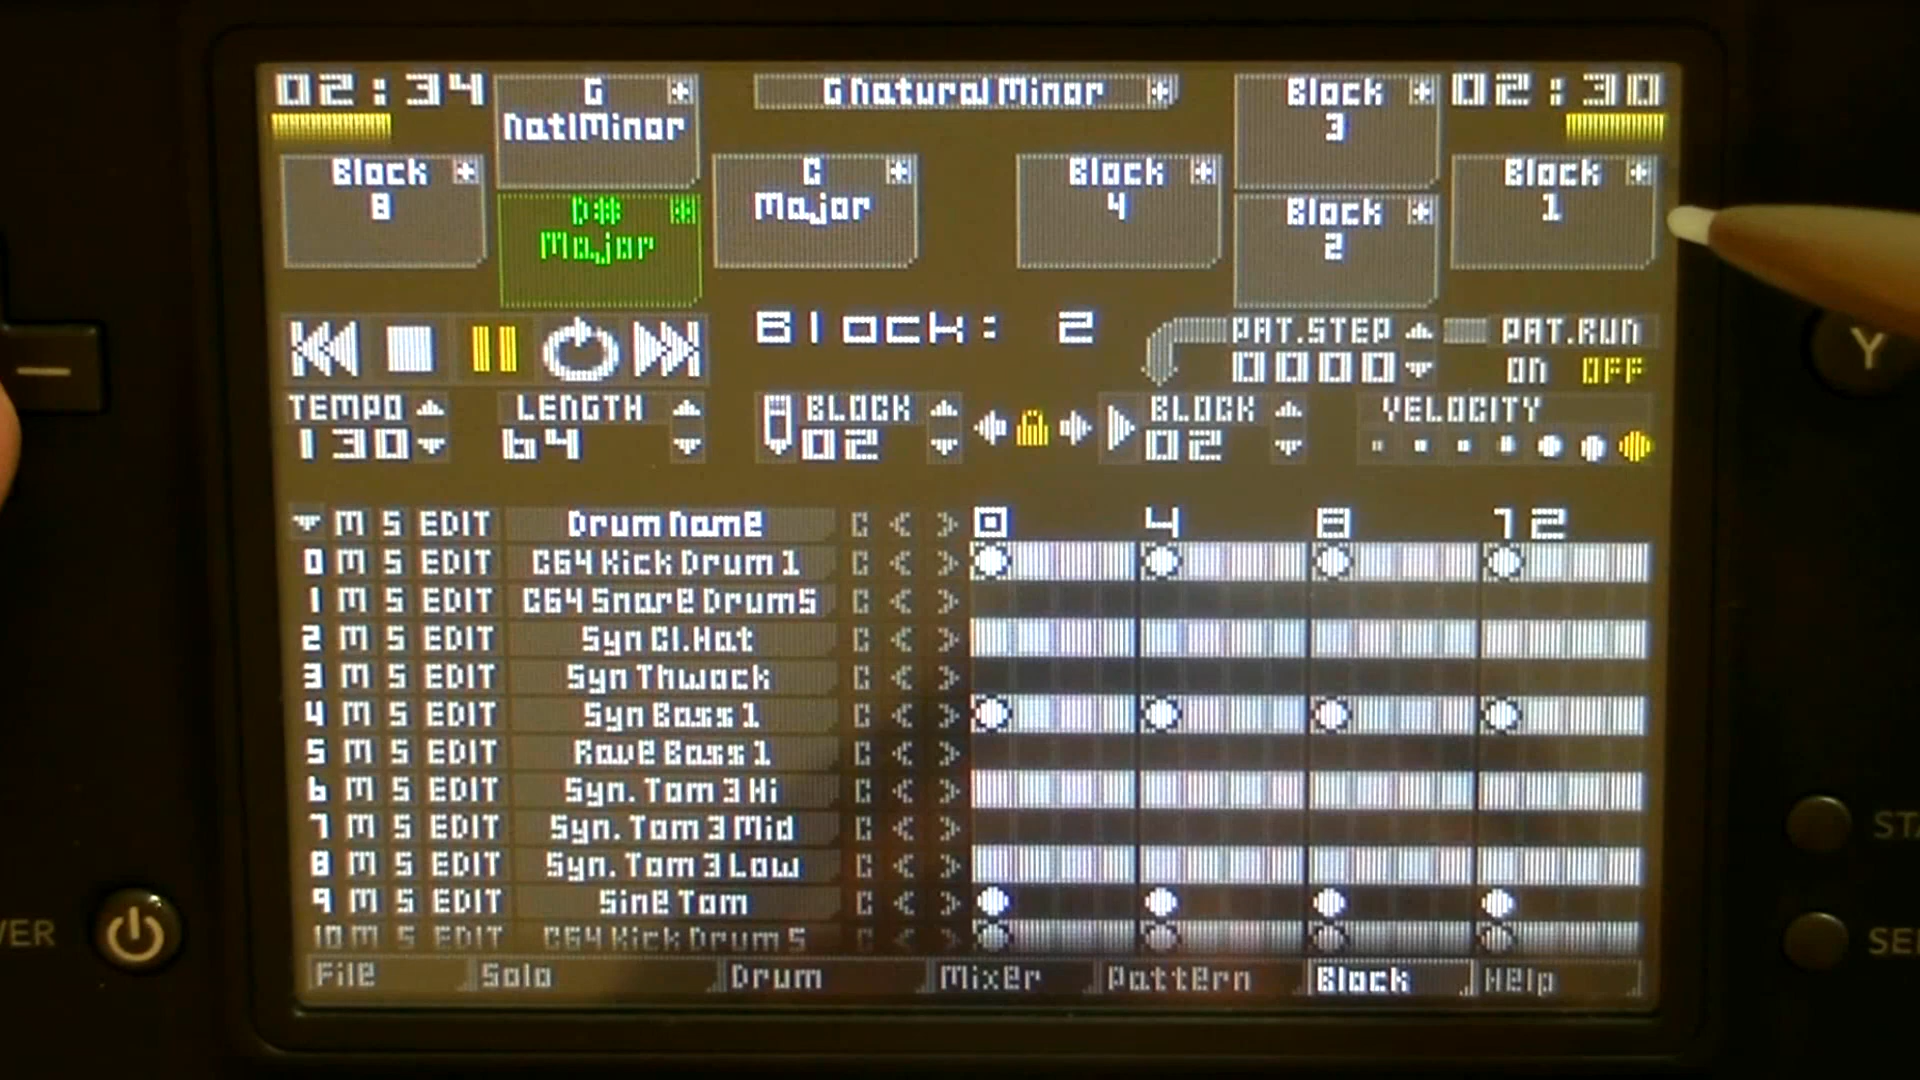 02:34
G
NatlMinor
G Natural Minor
Block
3
02:30
Block
8
D#
Major
C
Major
Block
4
Block
2
Block
1
Block: 2
PAT.STEP
0000
PAT.RUN
ON OFF
TEMPO
130
LENGTH
64
BLOCK
02
BLOCK
02
VELOCITY
M S EDIT Drum Name C < > 0 4 8 12
0 M S EDIT C64 Kick Drum 1 C < >
1 M S EDIT C64 Snare Drum5 C < >
2 M S EDIT Syn Cl.Hat C < >
3 M S EDIT Syn Thwack C < >
4 M S EDIT Syn Bass 1 C < >
5 M S EDIT Rave Bass 1 C < >
6 M S EDIT Syn. Tom 3 Hi C < >
7 M S EDIT Syn. Tom 3 Mid C < >
8 M S EDIT Syn. Tom 3 Low C < >
9 M S EDIT Sine Tom C < >
10 M S EDIT C64 Kick Drum 5 C < >
File Solo Drum Mixer Pattern Block Help
Y
STA
WER
SE